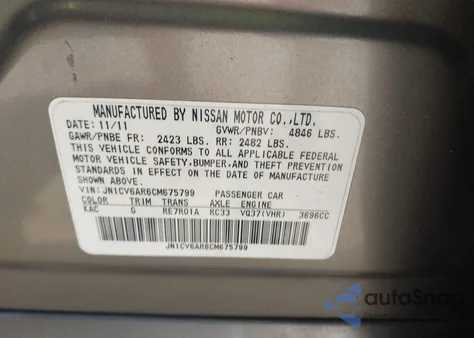 MANUFACTURED BY NISSAN MOTOR CO.,LTD.
DATE: 11/11 GVWR/PNBV: 4846 LBS.
GAWR/PNBE FR: 2423 LBS. RR: 2482 LBS.
THIS VEHICLE CONFORMS TO ALL APPLICABLE FEDERAL
MOTOR VEHICLE SAFETY, BUMPER, AND THEFT PREVENTION
STANDARDS IN EFFECT ON THE DATE OF MANUFACTURE
SHOWN ABOVE.
VIN: JN1CV6AR6CM675799 PASSENGER CAR
COLOR TRIM TRANS AXLE ENGINE
KAC G RE7R01A RC33 VQ37(VHR) 3696CC
JN1CV6AR6CM675799
autoSnap